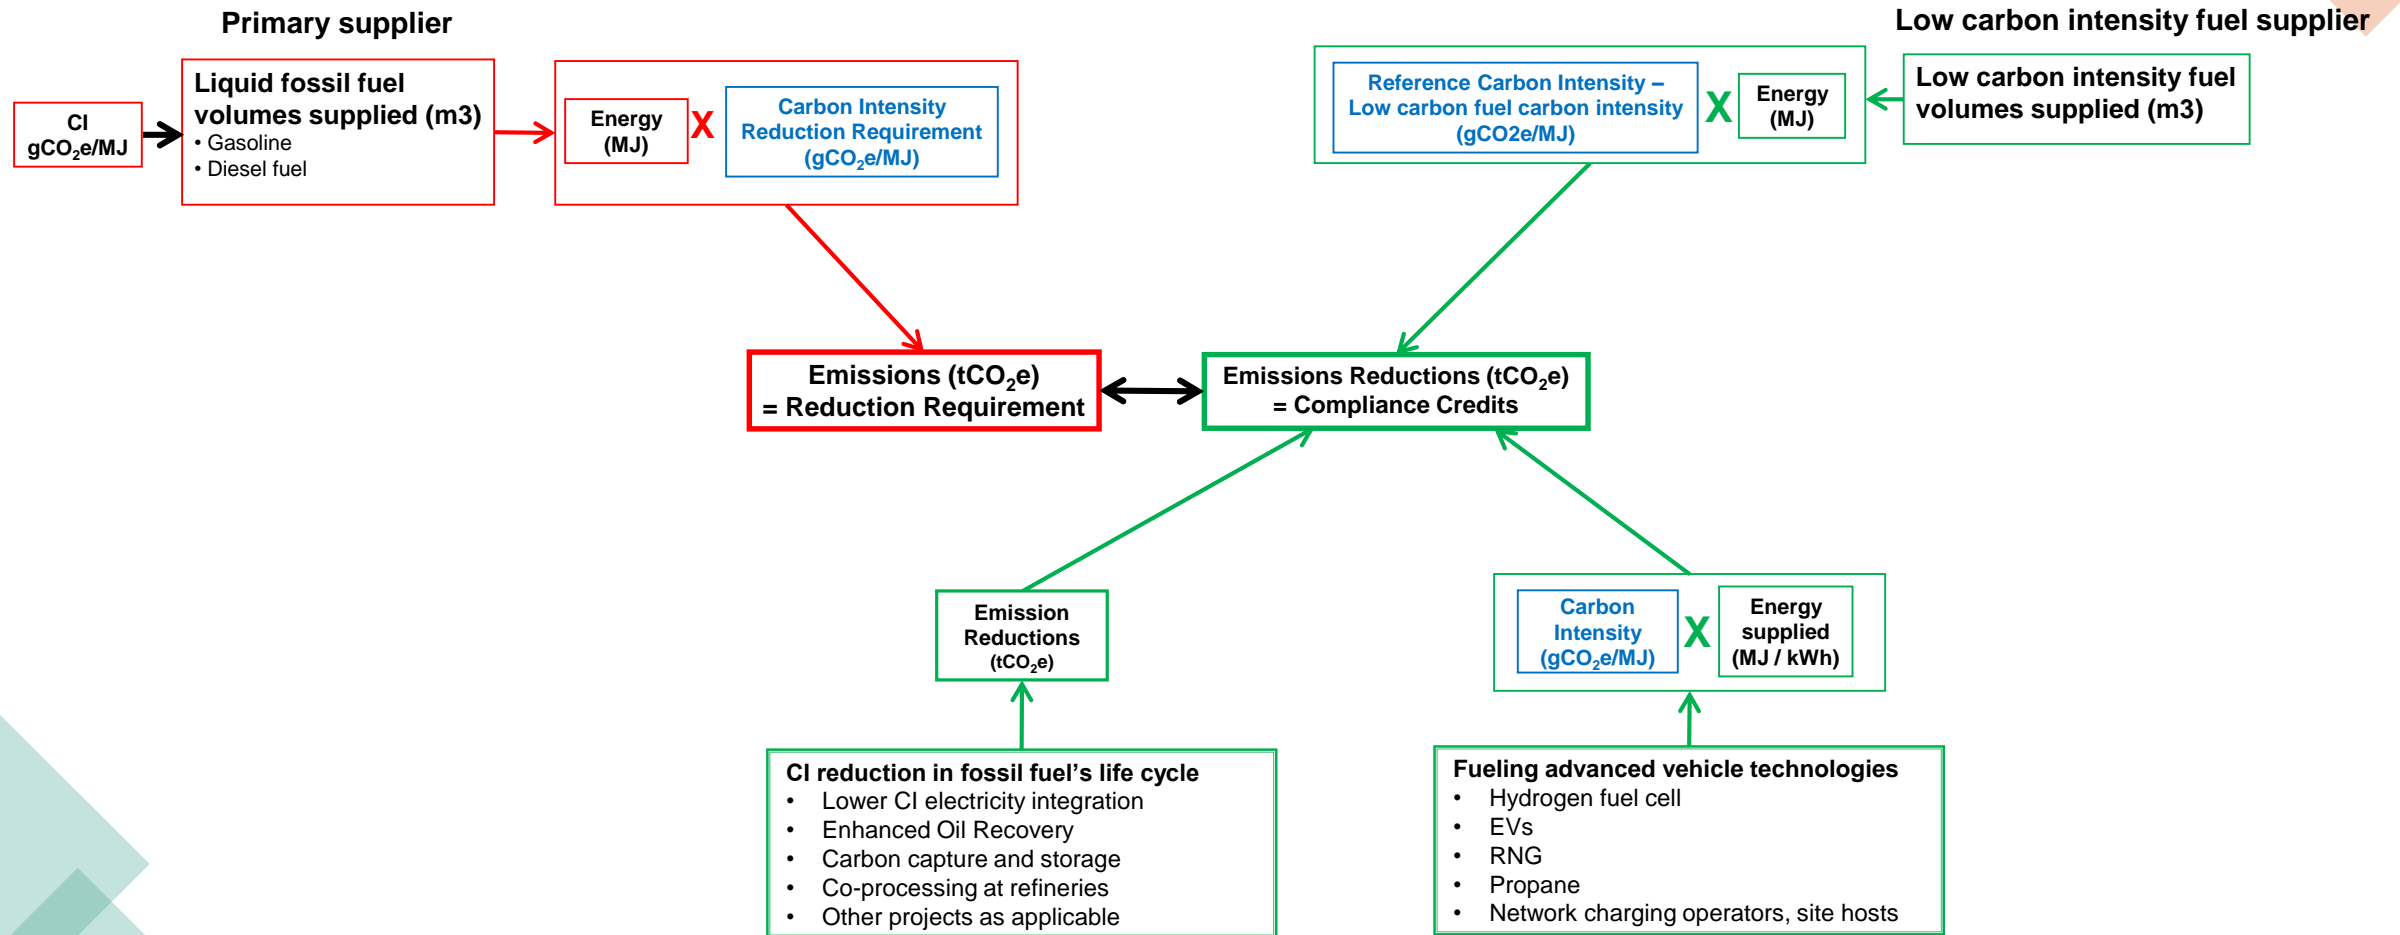 Primary supplier
Low carbon intensity fuel supplier
CI
gCO₂e/MJ
Liquid fossil fuel
volumes supplied (m3)
• Gasoline
• Diesel fuel
Energy
(MJ)
X
Carbon Intensity
Reduction Requirement
(gCO₂e/MJ)
Reference Carbon Intensity –
Low carbon fuel carbon intensity
(gCO2e/MJ)
X
Energy
(MJ)
Low carbon intensity fuel
volumes supplied (m3)
Emissions (tCO₂e)
= Reduction Requirement
Emissions Reductions (tCO₂e)
= Compliance Credits
Emission
Reductions
(tCO₂e)
Carbon
Intensity
(gCO₂e/MJ)
X
Energy
supplied
(MJ / kWh)
CI reduction in fossil fuel’s life cycle
• Lower CI electricity integration
• Enhanced Oil Recovery
• Carbon capture and storage
• Co-processing at refineries
• Other projects as applicable
Fueling advanced vehicle technologies
• Hydrogen fuel cell
• EVs
• RNG
• Propane
• Network charging operators, site hosts